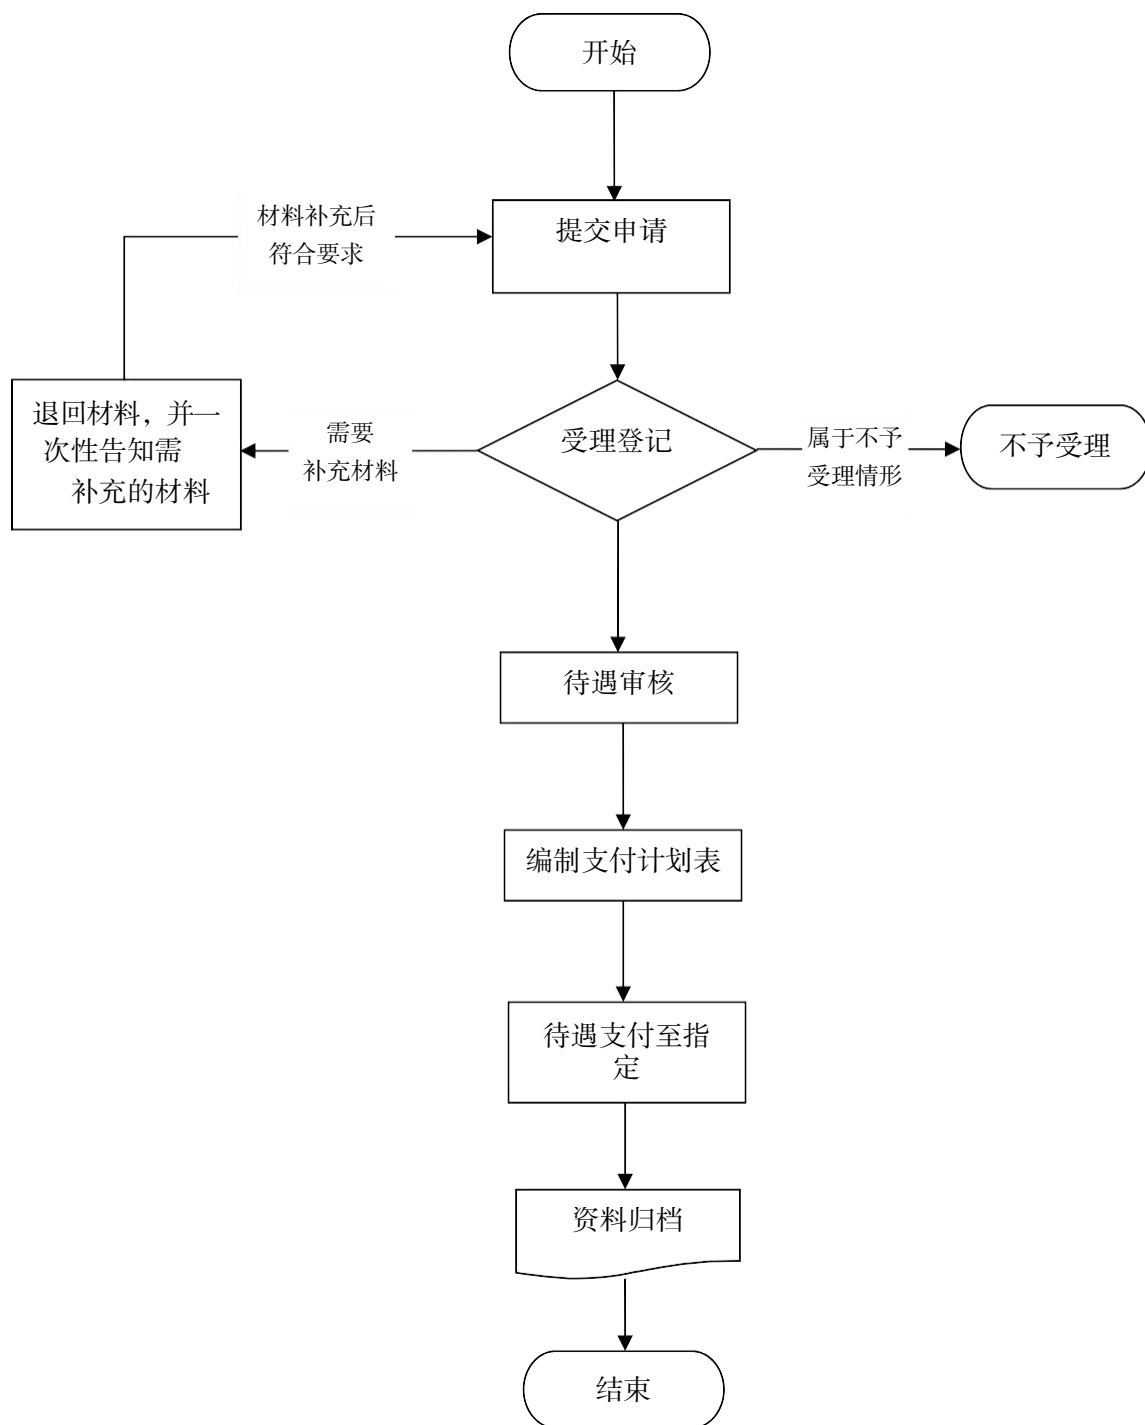 开始
材料补充后
符合要求
提交申请
退回材料，并一
次性告知需
补充的材料
需要
补充材料
受理登记
属于不予
受理情形
不予受理
待遇审核
编制支付计划表
待遇支付至指
定
资料归档
结束